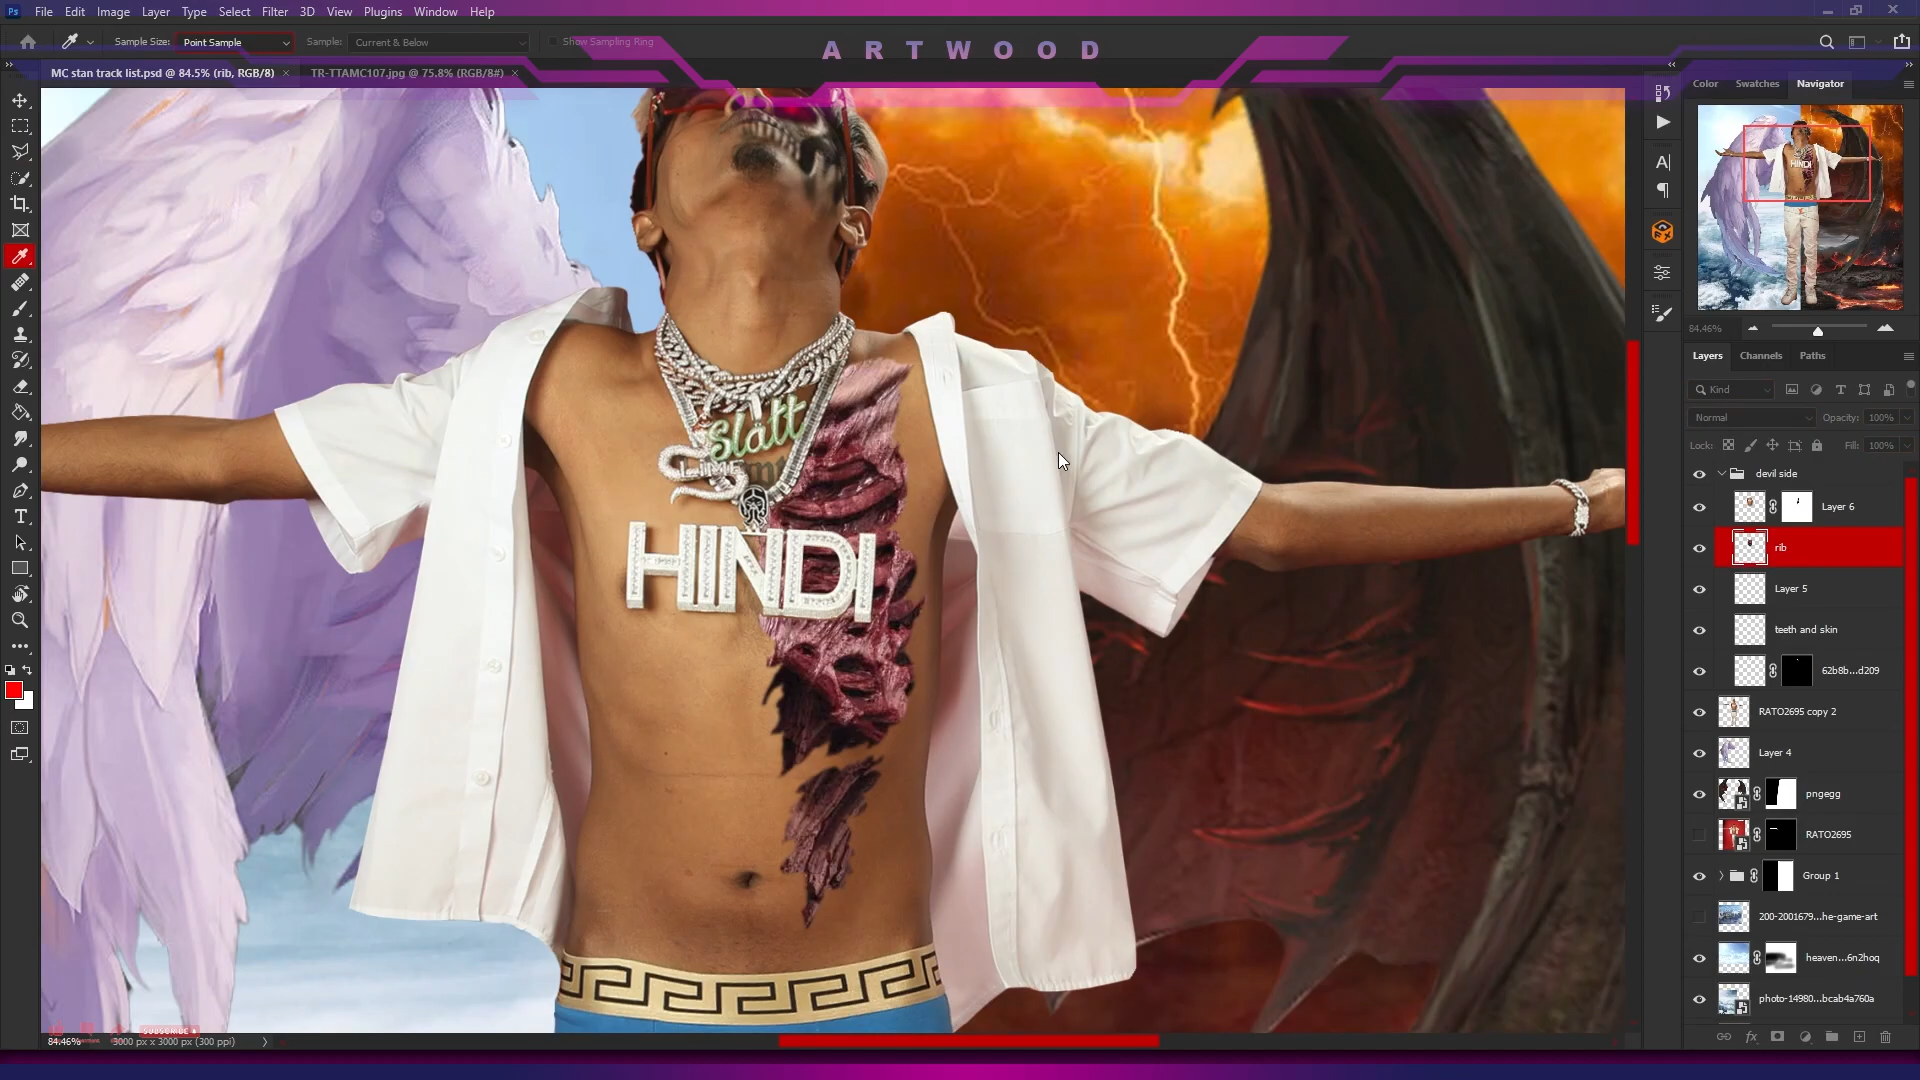 Ps File Edit Image Layer Type Select Filter 3D View Plugins Window Help
Sample Size: Point Sample Sample: Current & Below Show Sampling Ring
ARTWOOD
MC stan track list.psd @ 84.5% (rib, RGB/8) × TR-TTAMC107.jpg @ 75.8% (RGB/8#) ×
Color Swatches Navigator
84.46%
Layers Channels Paths
Kind
Normal Opacity: 100%
Lock: Fill: 100%
devil side
Layer 6
rib
Layer 5
teeth and skin
62b8b...d209
RATO2695 copy 2
Layer 4
pngegg
RATO2695
Group 1
200-2001679...he-game-art
heaven...6n2hoq
photo-14980...bcab4a760a
Slatt
LIME
HINDI
SUBSCRIBE
84.46% 3000 px x 3000 px (300 ppi)